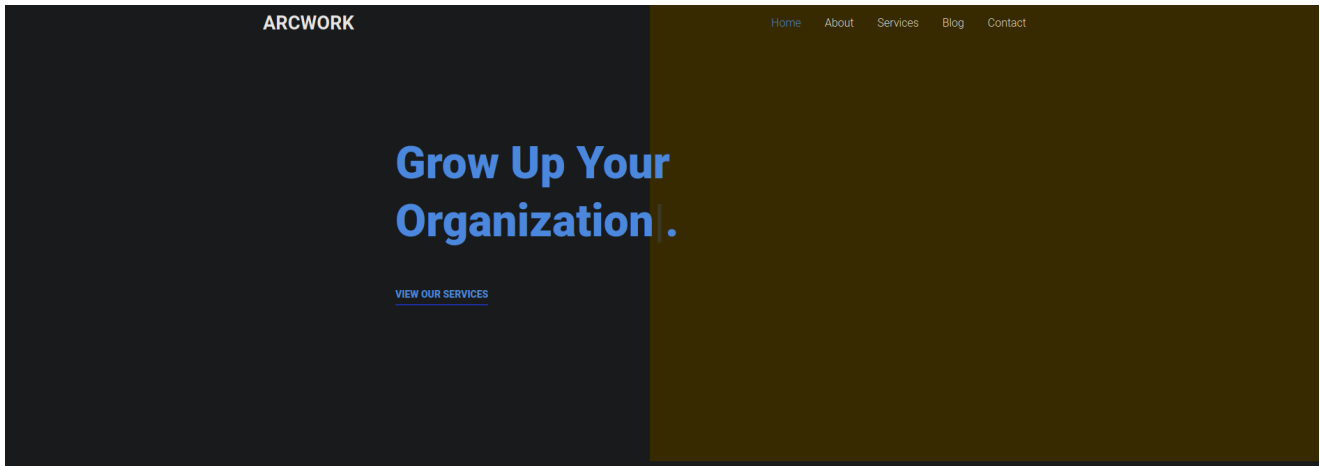 ARCWORK
Home About Services Blog Contact
Grow Up Your
Organization|.
VIEW OUR SERVICES